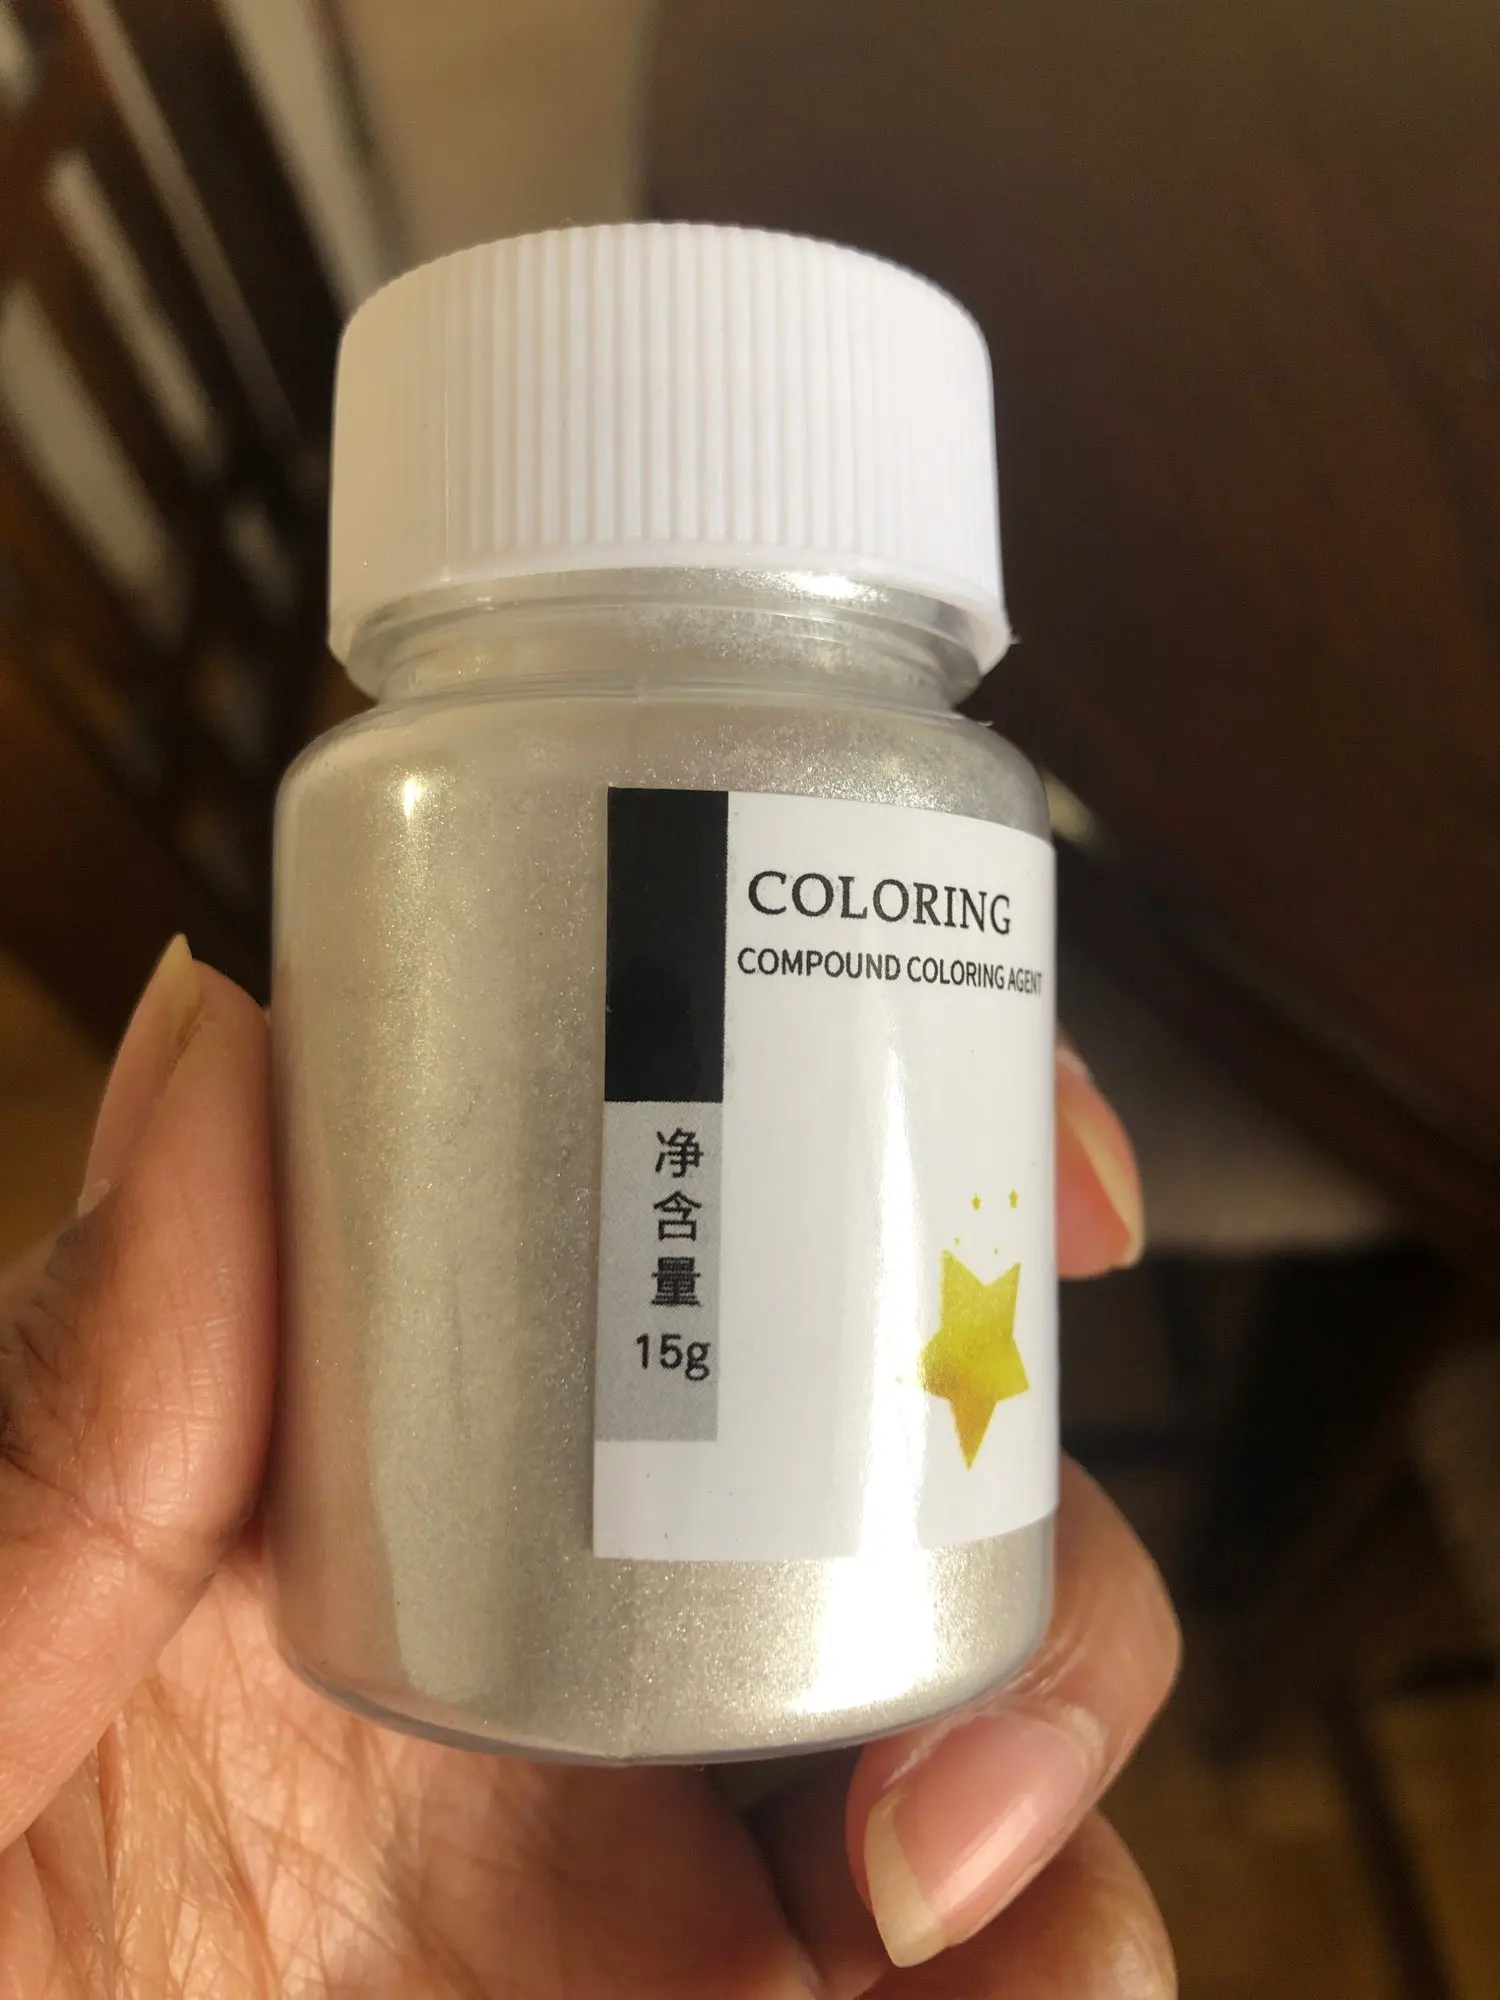 COLORING
COMPOUND COLORING AGENT
净
含
量
15g